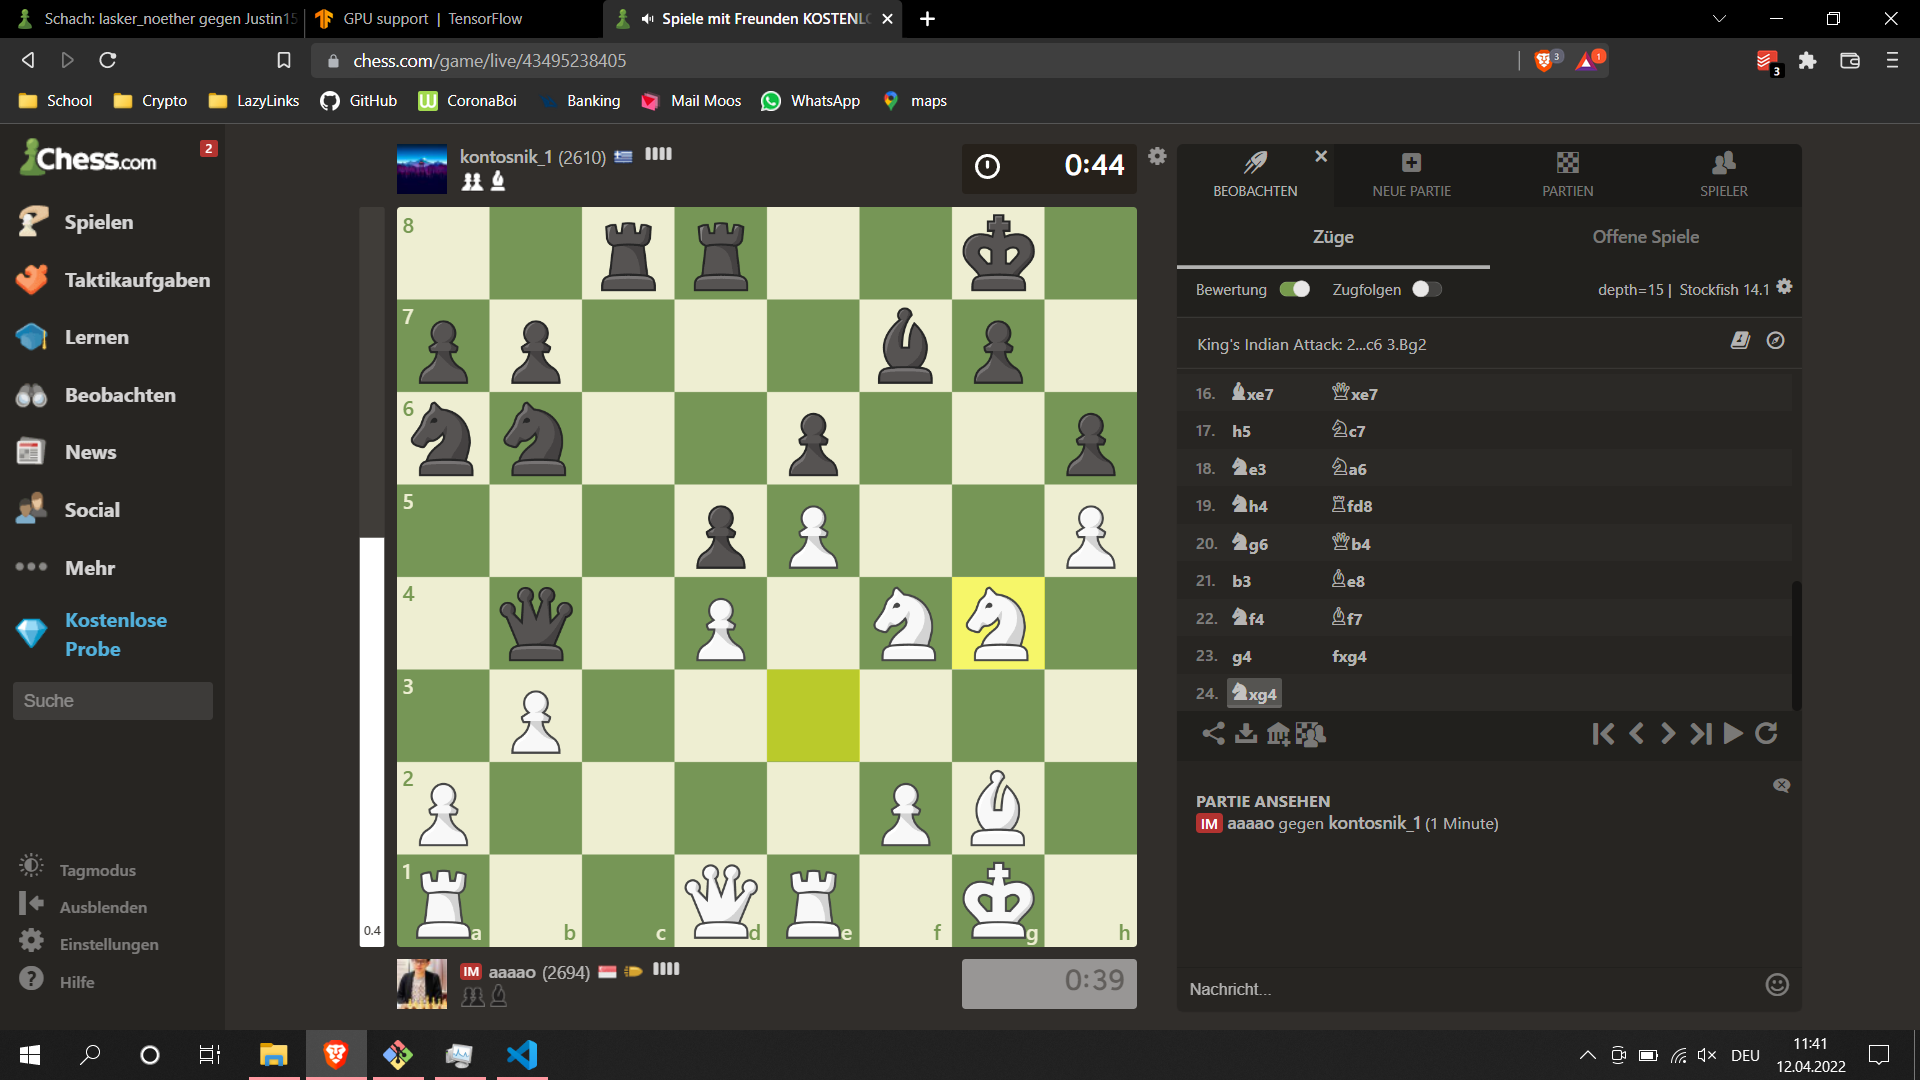 Schach: lasker_noether gegen Justin15
GPU support | TensorFlow
Spiele mit Freunden KOSTENLO
chess.com/game/live/43495238405
3
1
3
School
Crypto
LazyLinks
GitHub
CoronaBoi
Banking
Mail Moos
WhatsApp
maps
Chess.com
2
Spielen
Taktikaufgaben
Lernen
Beobachten
News
Social
Mehr
Kostenlose
Probe
Suche
Tagmodus
Ausblenden
Einstellungen
Hilfe
kontosnik_1 (2610)
0:44
8
7
6
5
4
3
2
1
a b c d e f g h
0.4
IM aaaao (2694)
0:39
BEOBACHTEN
NEUE PARTIE
PARTIEN
SPIELER
Züge
Offene Spiele
Bewertung
Zugfolgen
depth=15 | Stockfish 14.1
King's Indian Attack: 2...c6 3.Bg2
16. xe7 xe7
17. h5 c7
18. e3 a6
19. h4 fd8
20. g6 b4
21. b3 e8
22. f4 f7
23. g4 fxg4
24. xg4
PARTIE ANSEHEN
IM aaaao gegen kontosnik_1 (1 Minute)
Nachricht...
DEU
11:41
12.04.2022